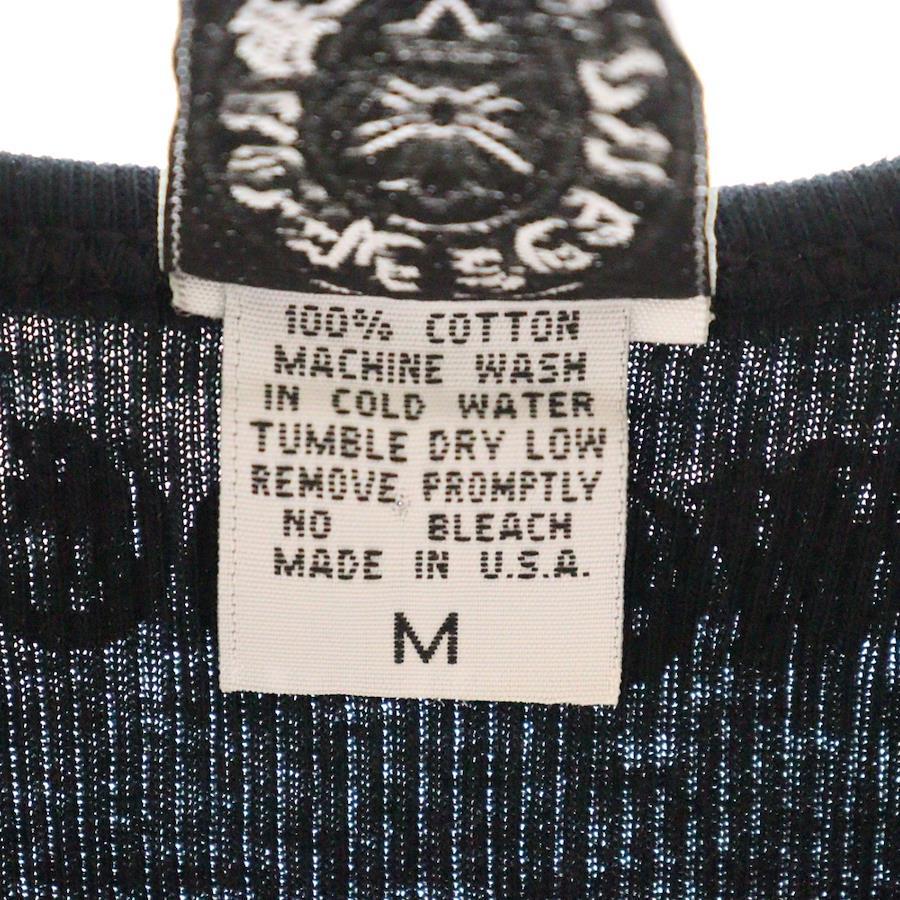 100% COTTON
MACHINE WASH
IN COLD WATER
TUMBLE DRY LOW
REMOVE PROMPTLY
NO BLEACH
MADE IN U.S.A.
M